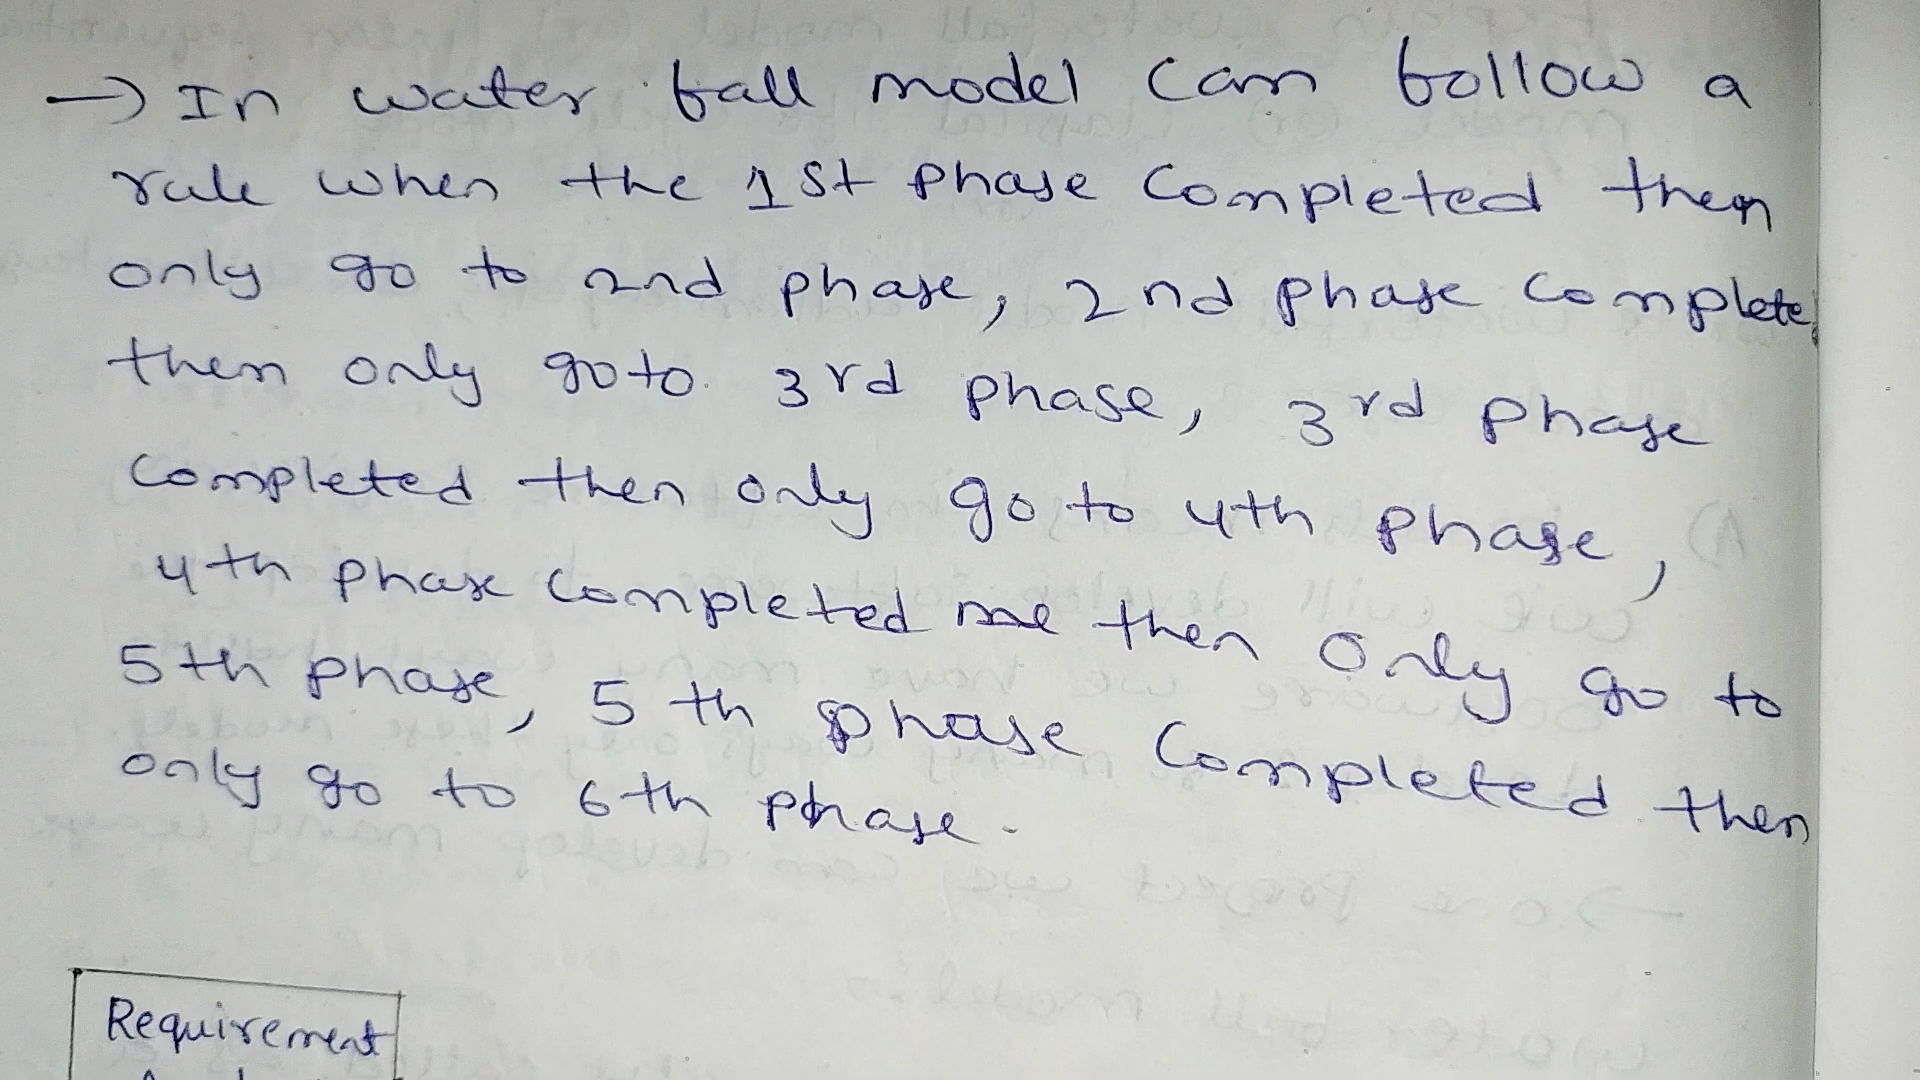 → In water fall model can follow a
rule when the 1st phase completed then
only go to 2nd phase, 2nd phase complete
then only goto 3rd phase, 3rd phase
completed then only go to 4th phase,
4th phase completed then only go to
5th phase, 5th phase completed then
only go to 6th phase.
Requirement